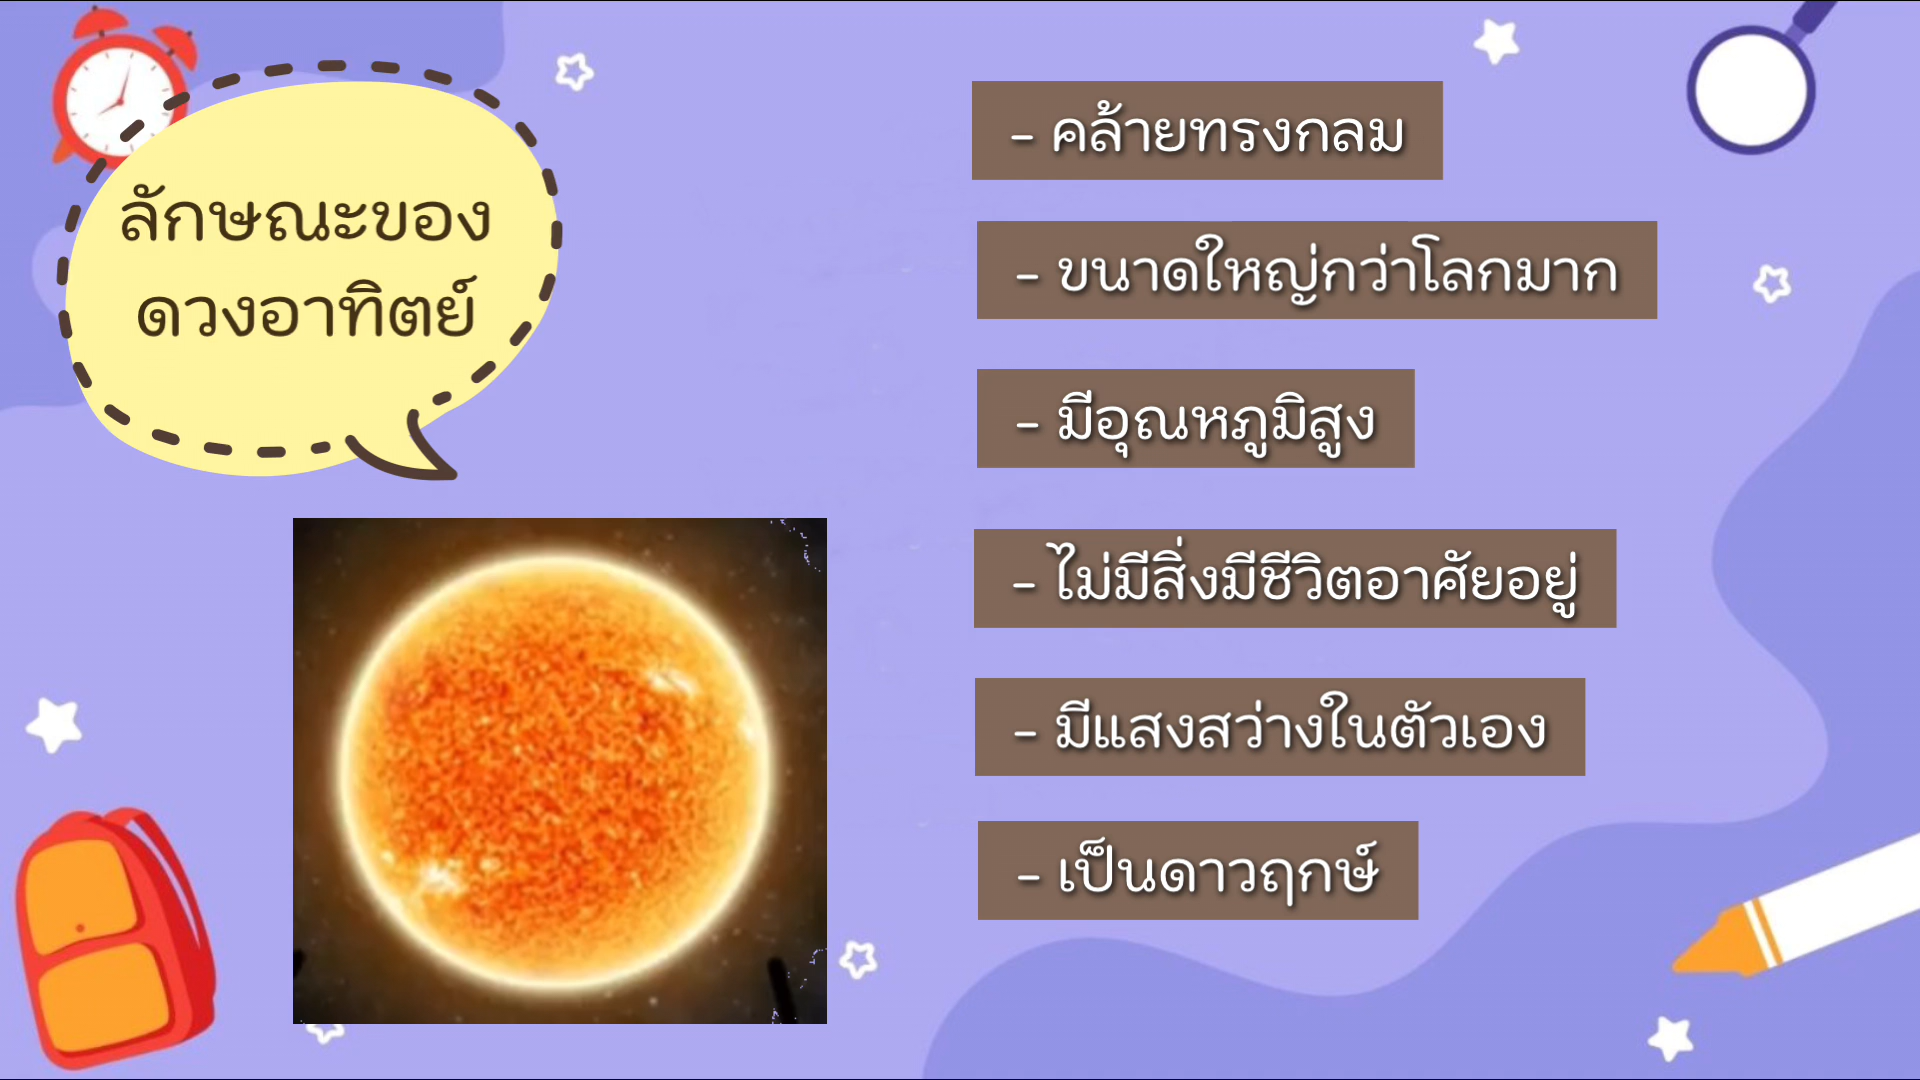 ลักษณะของ
ดวงอาทิตย์
- คล้ายทรงกลม
- ขนาดใหญ่กว่าโลกมาก
- มีอุณหภูมิสูง
- ไม่มีสิ่งมีชีวิตอาศัยอยู่
- มีแสงสว่างในตัวเอง
- เป็นดาวฤกษ์